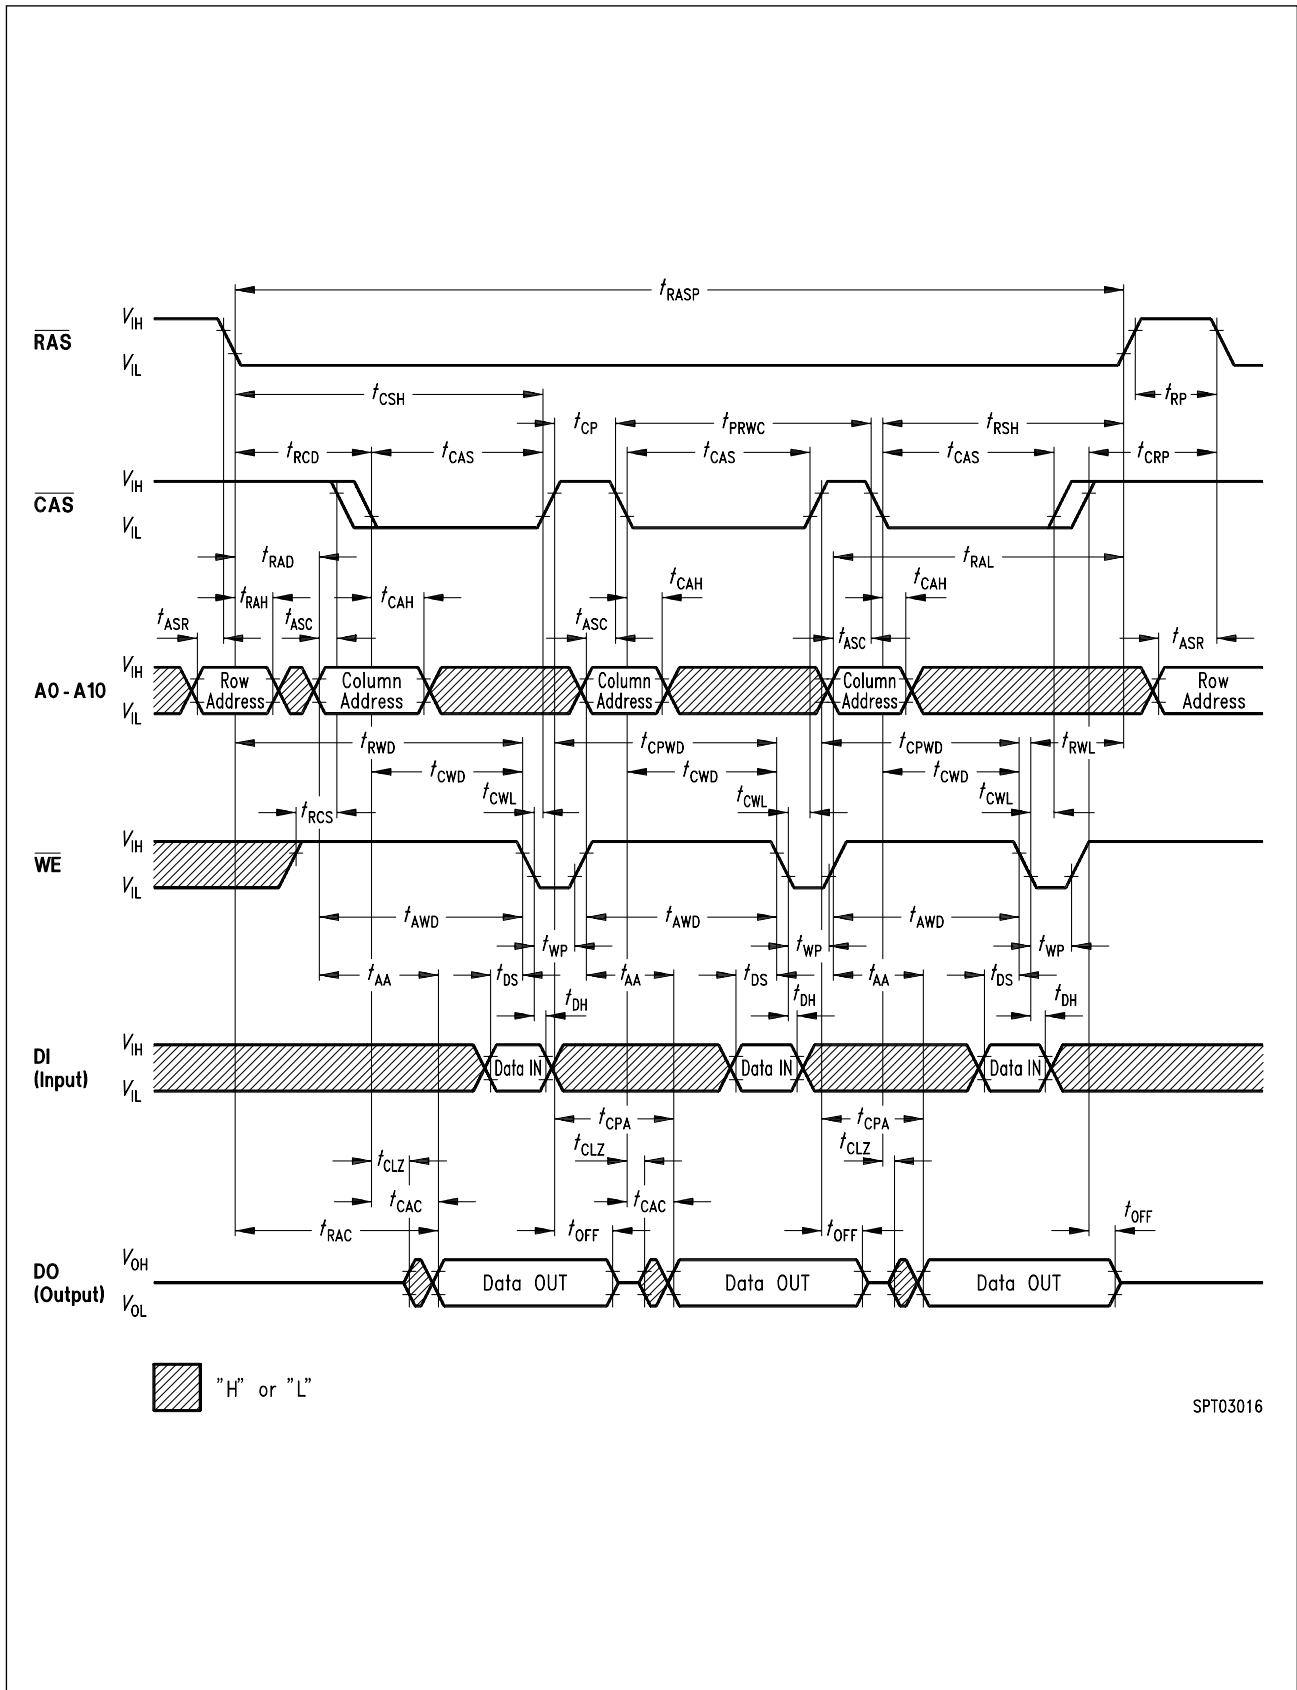 tRASP
VIH
RAS
VIL
tCSH
tRP
tCP
tPRWC
tRSH
tRCD
tCAS
tCAS
tCAS
tCRP
VIH
CAS
VIL
tRAD
tRAL
tCAH
tCAH
tRAH
tCAH
tASR
tASC
tASC
tASC
tASR
VIH
A0 - A10
VIL
Row Address
Column Address
Column Address
Column Address
Row Address
tRWD
tCPWD
tCPWD
tRWL
tCWD
tCWD
tCWD
tCWL
tCWL
tCWL
tRCS
VIH
WE
VIL
tAWD
tAWD
tAWD
tWP
tWP
tWP
tAA
tDS
tAA
tDS
tAA
tDS
tDH
tDH
tDH
VIH
DI
(Input)
VIL
Data IN
Data IN
Data IN
tCPA
tCPA
tCLZ
tCLZ
tCLZ
tCAC
tCAC
tRAC
tOFF
tOFF
tOFF
VOH
DO
(Output)
VOL
Data OUT
Data OUT
Data OUT
"H" or "L"
SPT03016